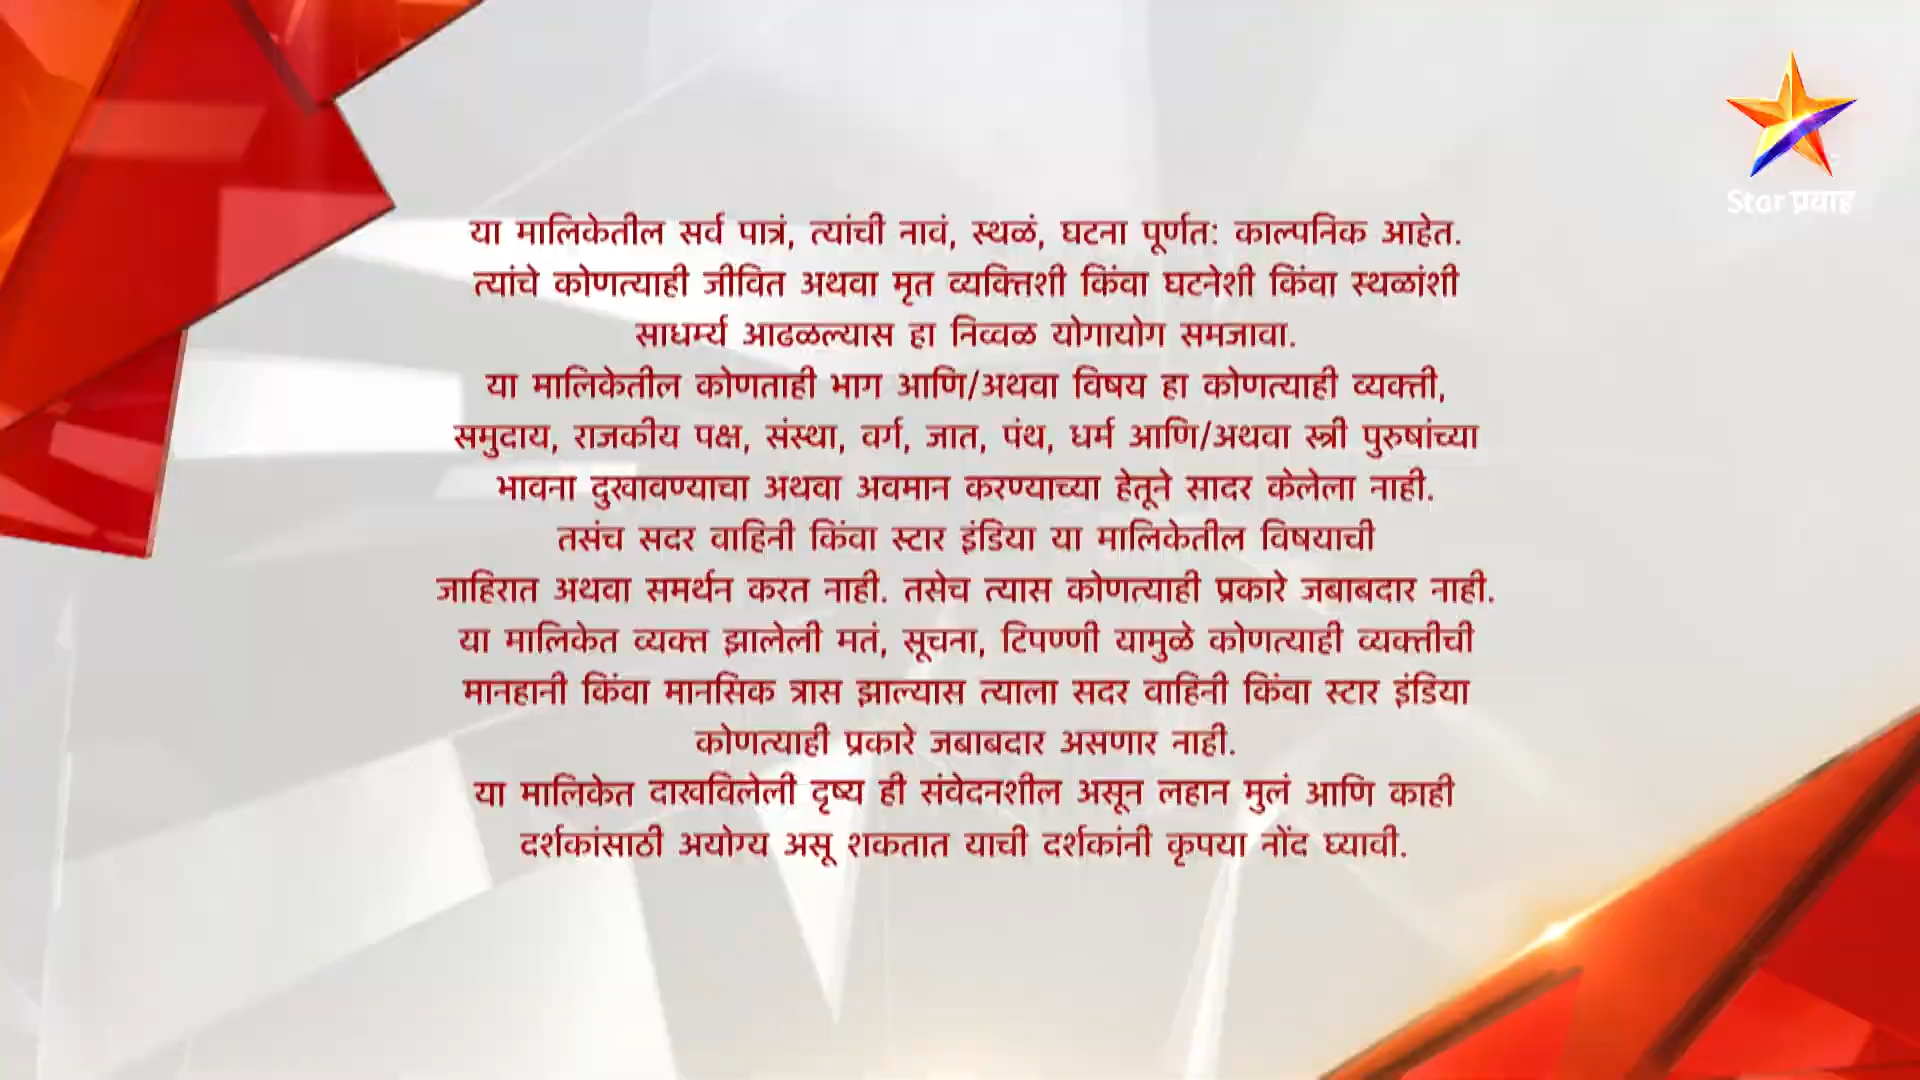 Star प्रवाह
या मालिकेतील सर्व पात्रं, त्यांची नावं, स्थळं, घटना पूर्णत: काल्पनिक आहेत.
त्यांचे कोणत्याही जीवित अथवा मृत व्यक्तिशी किंवा घटनेशी किंवा स्थळांशी
साधर्म्य आढळल्यास हा निव्वळ योगायोग समजावा.
या मालिकेतील कोणताही भाग आणि/अथवा विषय हा कोणत्याही व्यक्ती,
समुदाय, राजकीय पक्ष, संस्था, वर्ग, जात, पंथ, धर्म आणि/अथवा स्त्री पुरुषांच्या
भावना दुखावण्याचा अथवा अवमान करण्याच्या हेतूने सादर केलेला नाही.
तसंच सदर वाहिनी किंवा स्टार इंडिया या मालिकेतील विषयाची
जाहिरात अथवा समर्थन करत नाही. तसेच त्यास कोणत्याही प्रकारे जबाबदार नाही.
या मालिकेत व्यक्त झालेली मतं, सूचना, टिपण्णी यामुळे कोणत्याही व्यक्तीची
मानहानी किंवा मानसिक त्रास झाल्यास त्याला सदर वाहिनी किंवा स्टार इंडिया
कोणत्याही प्रकारे जबाबदार असणार नाही.
या मालिकेत दाखविलेली दृष्य ही संवेदनशील असून लहान मुलं आणि काही
दर्शकांसाठी अयोग्य असू शकतात याची दर्शकांनी कृपया नोंद घ्यावी.